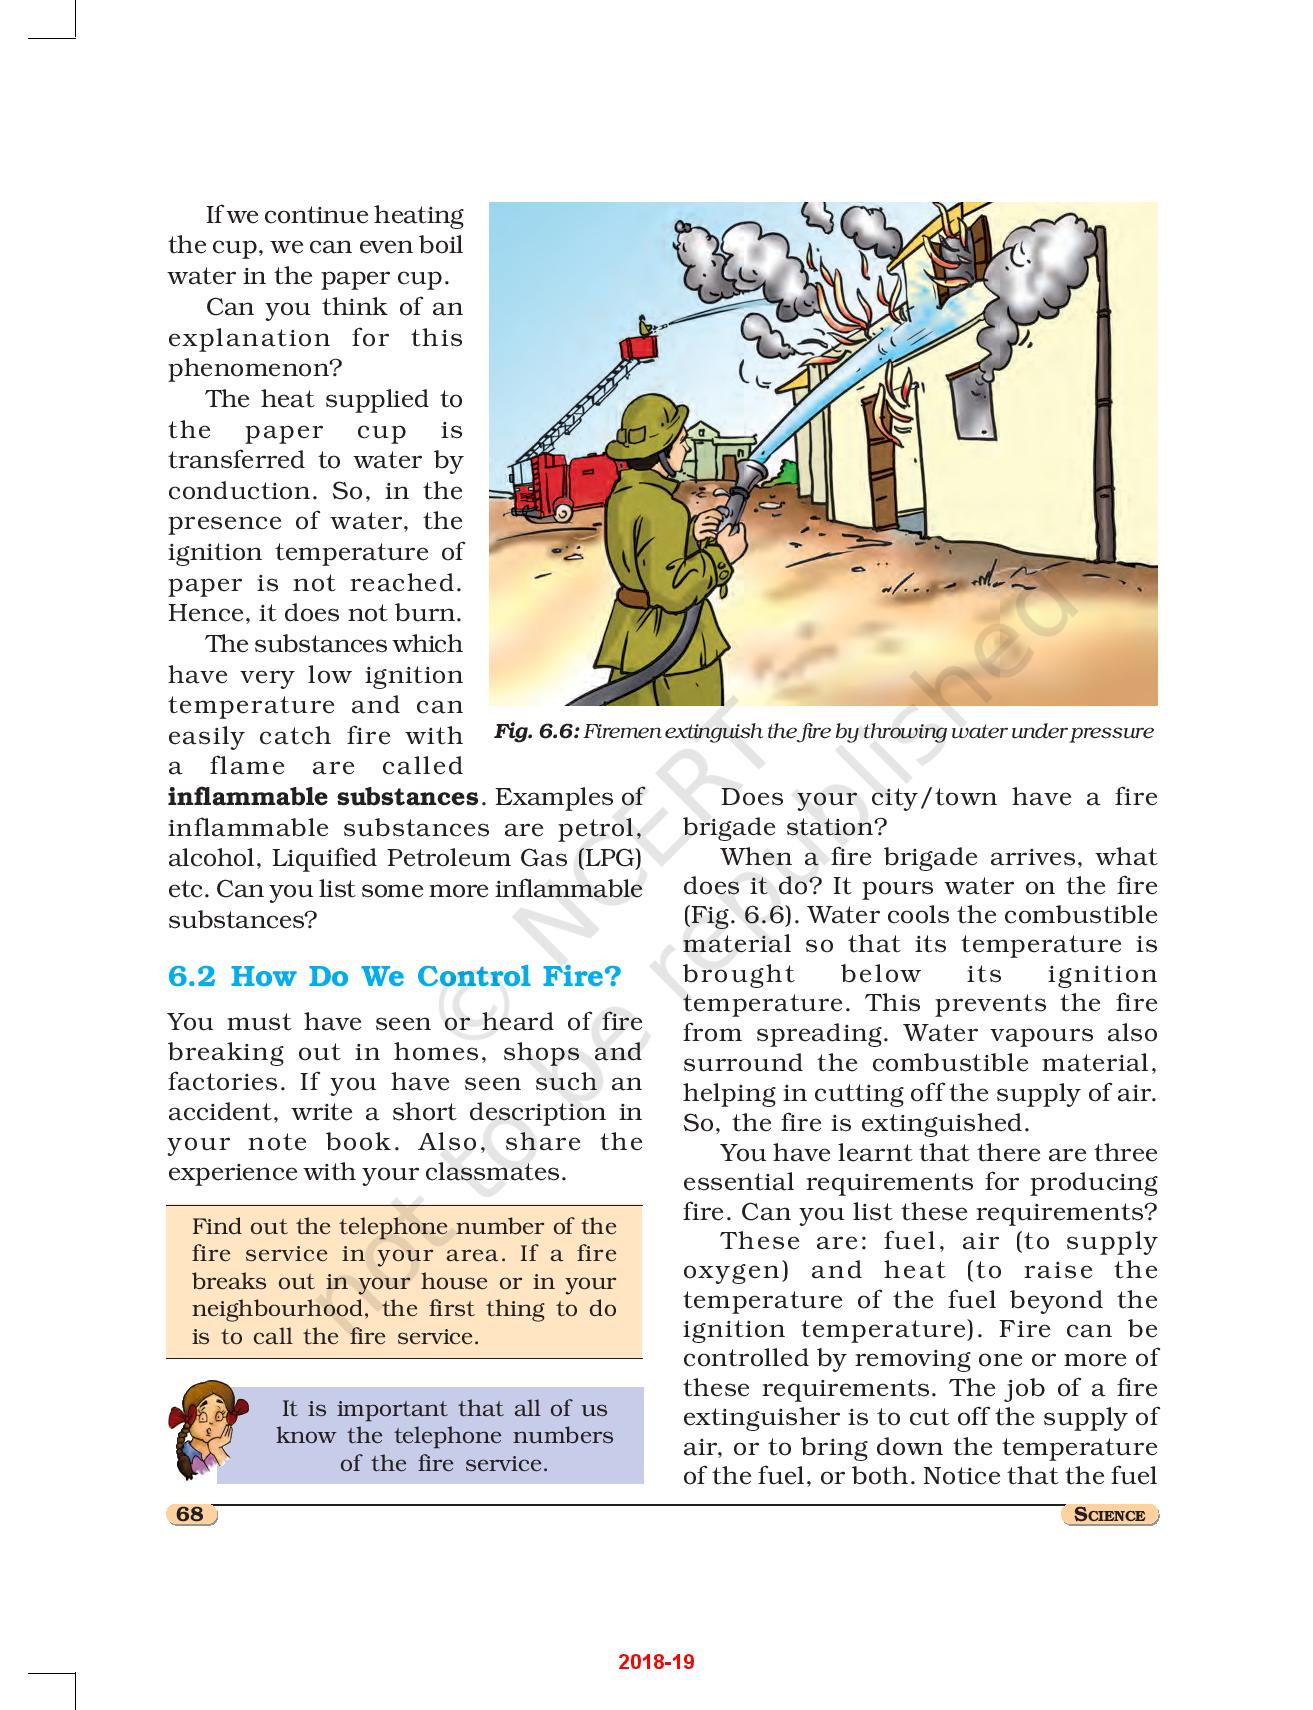 If we continue heating
the cup, we can even boil
water in the paper cup.
Can you think of an
explanation for this
phenomenon?
The heat supplied to
the paper cup is
transferred to water by
conduction. So, in the
presence of water, the
ignition temperature of
paper is not reached.
Hence, it does not burn.
The substances which
have very low ignition
temperature and can
easily catch fire with
a flame are called
inflammable substances. Examples of
inflammable substances are petrol,
alcohol, Liquified Petroleum Gas (LPG)
etc. Can you list some more inflammable
substances?
6.2 How Do We Control Fire?
You must have seen or heard of fire
breaking out in homes, shops and
factories. If you have seen such an
accident, write a short description in
your note book. Also, share the
experience with your classmates.
Find out the telephone number of the
fire service in your area. If a fire
breaks out in your house or in your
neighbourhood, the first thing to do
is to call the fire service.
It is important that all of us
know the telephone numbers
of the fire service.
Fig. 6.6: Firemen extinguish the fire by throwing water under pressure
Does your city/town have a fire
brigade station?
When a fire brigade arrives, what
does it do? It pours water on the fire
(Fig. 6.6). Water cools the combustible
material so that its temperature is
brought below its ignition
temperature. This prevents the fire
from spreading. Water vapours also
surround the combustible material,
helping in cutting off the supply of air.
So, the fire is extinguished.
You have learnt that there are three
essential requirements for producing
fire. Can you list these requirements?
These are: fuel, air (to supply
oxygen) and heat (to raise the
temperature of the fuel beyond the
ignition temperature). Fire can be
controlled by removing one or more of
these requirements. The job of a fire
extinguisher is to cut off the supply of
air, or to bring down the temperature
of the fuel, or both. Notice that the fuel
© NCERT
not to be republished
68
SCIENCE
2018-19